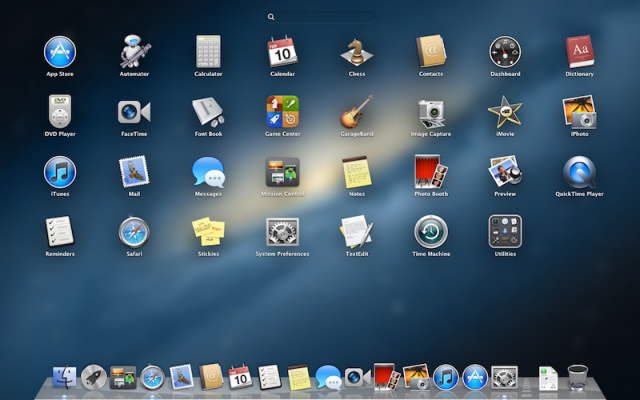 App Store
Automator
Calculator
Calendar
Chess
Contacts
Dashboard
Dictionary
DVD Player
FaceTime
Font Book
Game Center
GarageBand
Image Capture
iMovie
iPhoto
iTunes
Mail
Messages
Mission Control
Notes
Photo Booth
Preview
QuickTime Player
Reminders
Safari
Stickies
System Preferences
TextEdit
Time Machine
Utilities
10
Aa
DVD
10